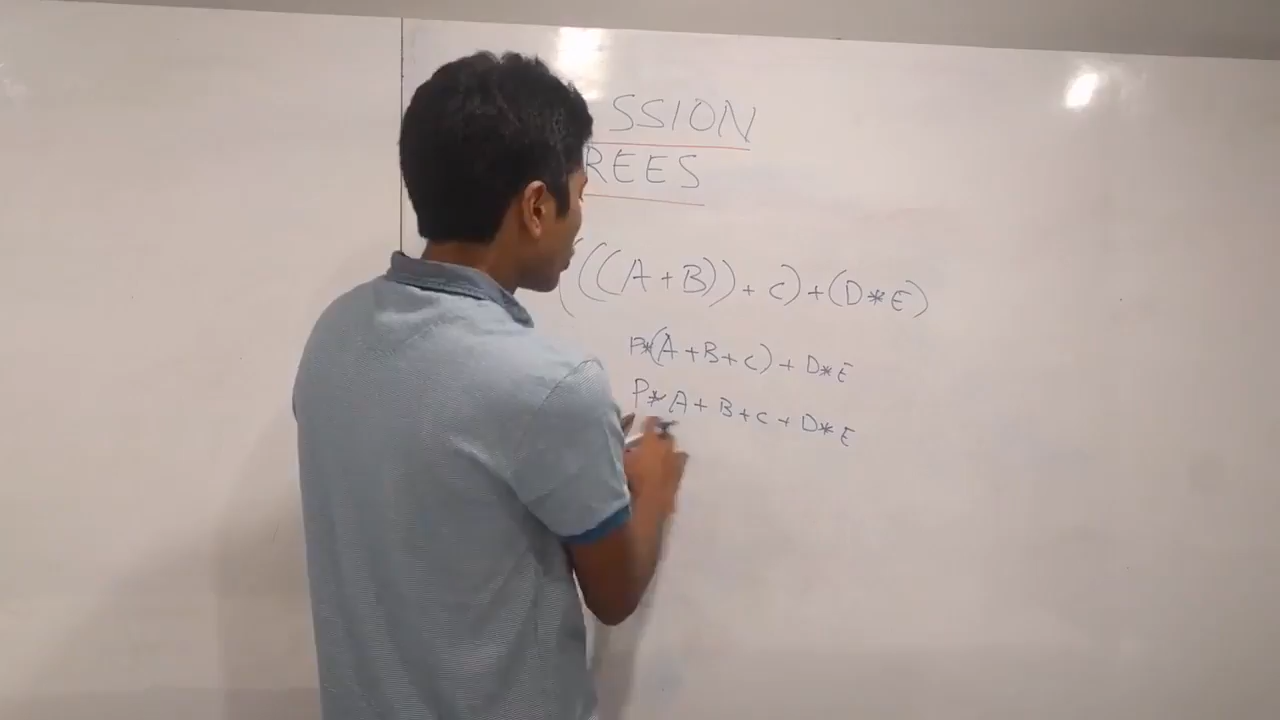 SSION
REES
(((A+B))+C)+(D*E)
P*(A+B+C)+D*E
P*A+B+C+D*E